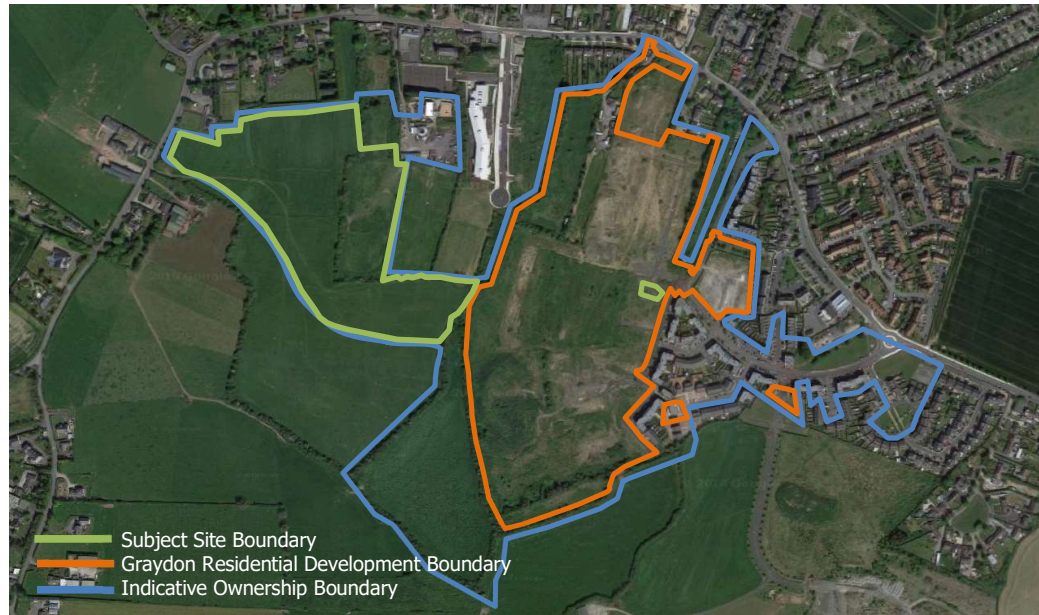 Subject Site Boundary
Graydon Residential Development Boundary
Indicative Ownership Boundary